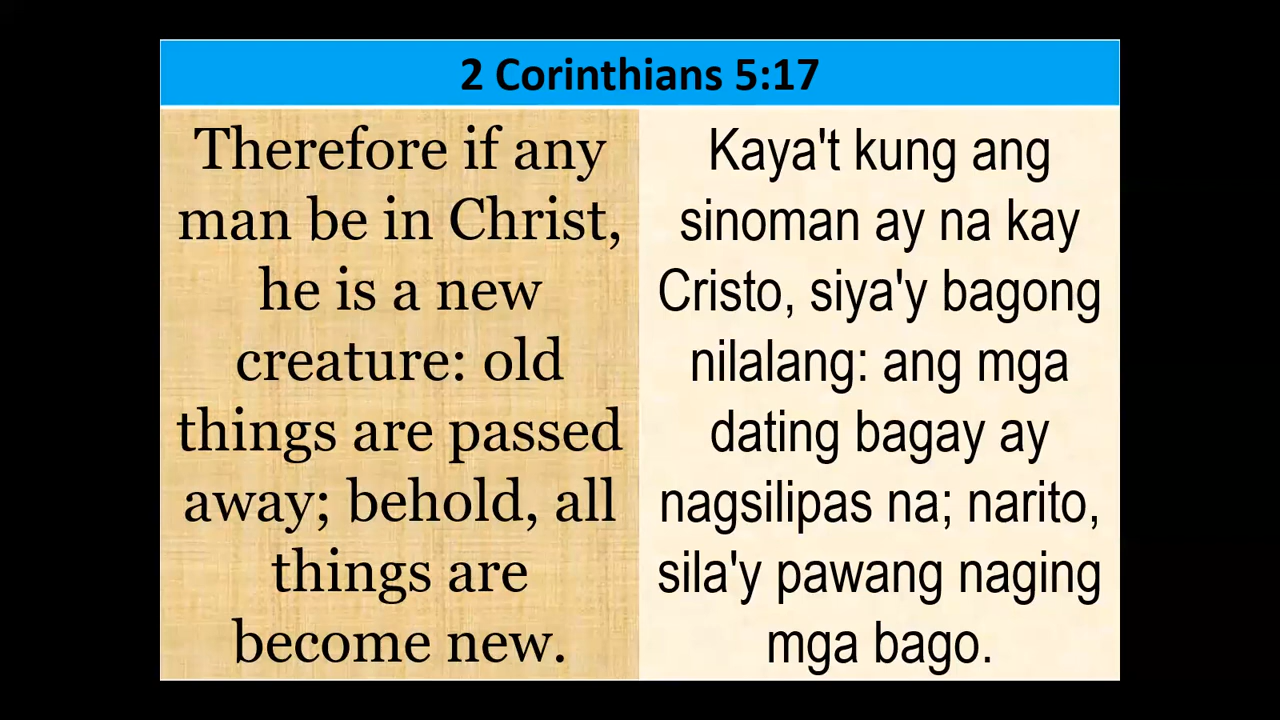 2 Corinthians 5:17
Therefore if any
man be in Christ,
he is a new
creature: old
things are passed
away; behold, all
things are
become new.
Kaya't kung ang
sinoman ay na kay
Cristo, siya'y bagong
nilalang: ang mga
dating bagay ay
nagsilipas na; narito,
sila'y pawang naging
mga bago.